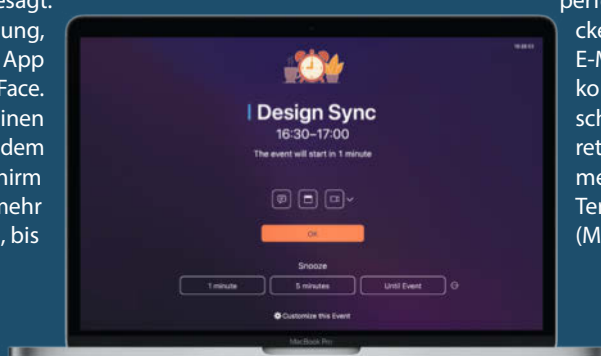 esagt.
ung,
App
Face.
inen
dem
hirm
mehr
, bis
Design Sync
16:30–17:00
The event will start in 1 minute
OK
Snooze
1 minute
5 minutes
Until Event
Customize this Event
MacBook Pro
cke
E-M
ko
sch
ret
me
Ter
(M